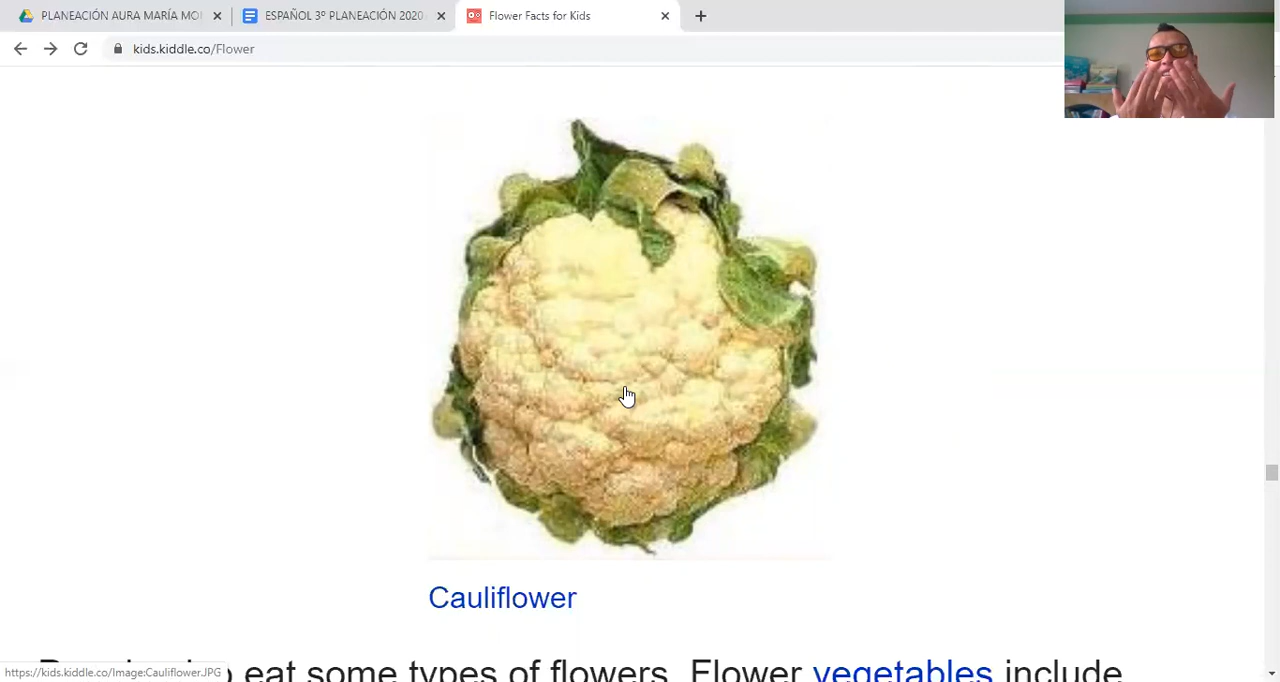 PLANEACIÓN AURA MARÍA MO
ESPAÑOL 3º PLANEACIÓN 2020
Flower Facts for Kids
kids.kiddle.co/Flower
Cauliflower
eat some types of flowers. Flower vegetables include
https://kids.kiddle.co/Image:Cauliflower.JPG